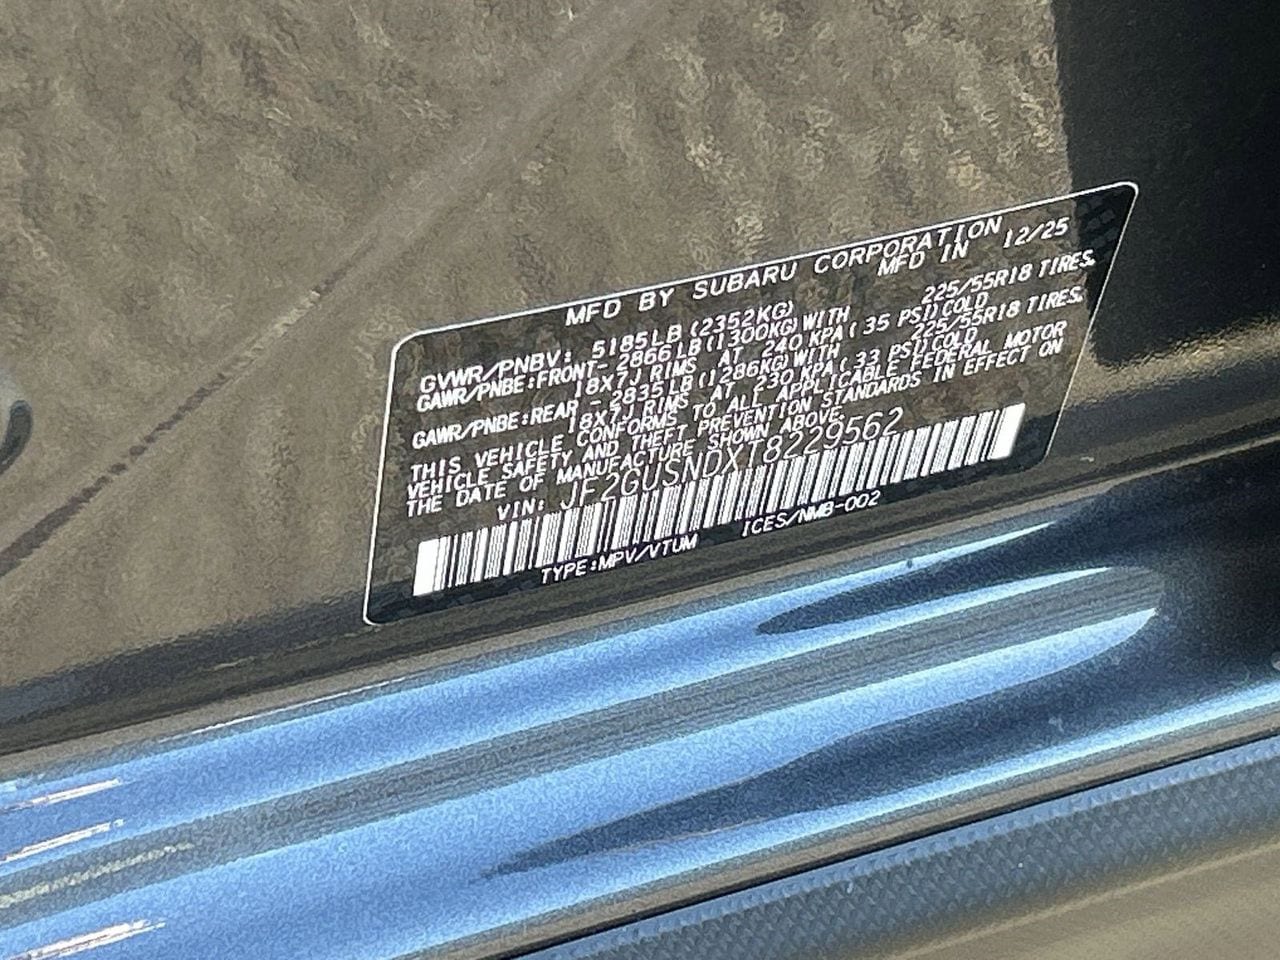 MFD BY SUBARU CORPORATION
MFD IN 12/25
GVWR/PNBV: 5185LB(2352KG)
GAWR/PNBE:FRONT-2866LB(1300KG)WITH 225/55R18 TIRES,
18X7J RIMS AT 240 KPA(35 PSI)COLD
GAWR/PNBE:REAR -2835LB(1286KG)WITH 225/55R18 TIRES,
18X7J RIMS AT 230 KPA(33 PSI)COLD
THIS VEHICLE CONFORMS TO ALL APPLICABLE FEDERAL MOTOR
VEHICLE SAFETY AND THEFT PREVENTION STANDARDS IN EFFECT ON
THE DATE OF MANUFACTURE SHOWN ABOVE.
VIN: JF2GUSNDXT8229562
TYPE:MPV/VTUM ICES/NMB-002